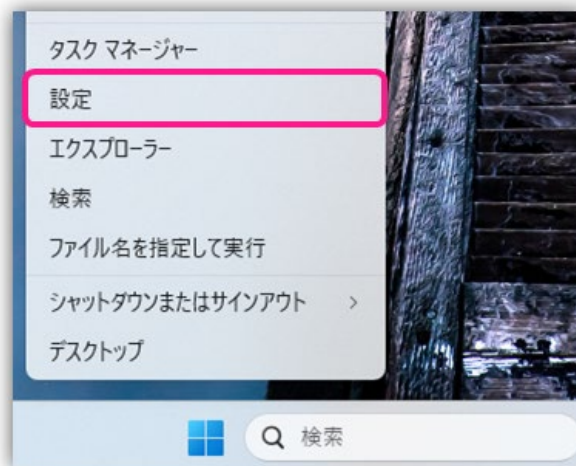 タスク マネージャー
設定
エクスプローラー
検索
ファイル名を指定して実行
シャットダウンまたはサインアウト
デスクトップ
検索